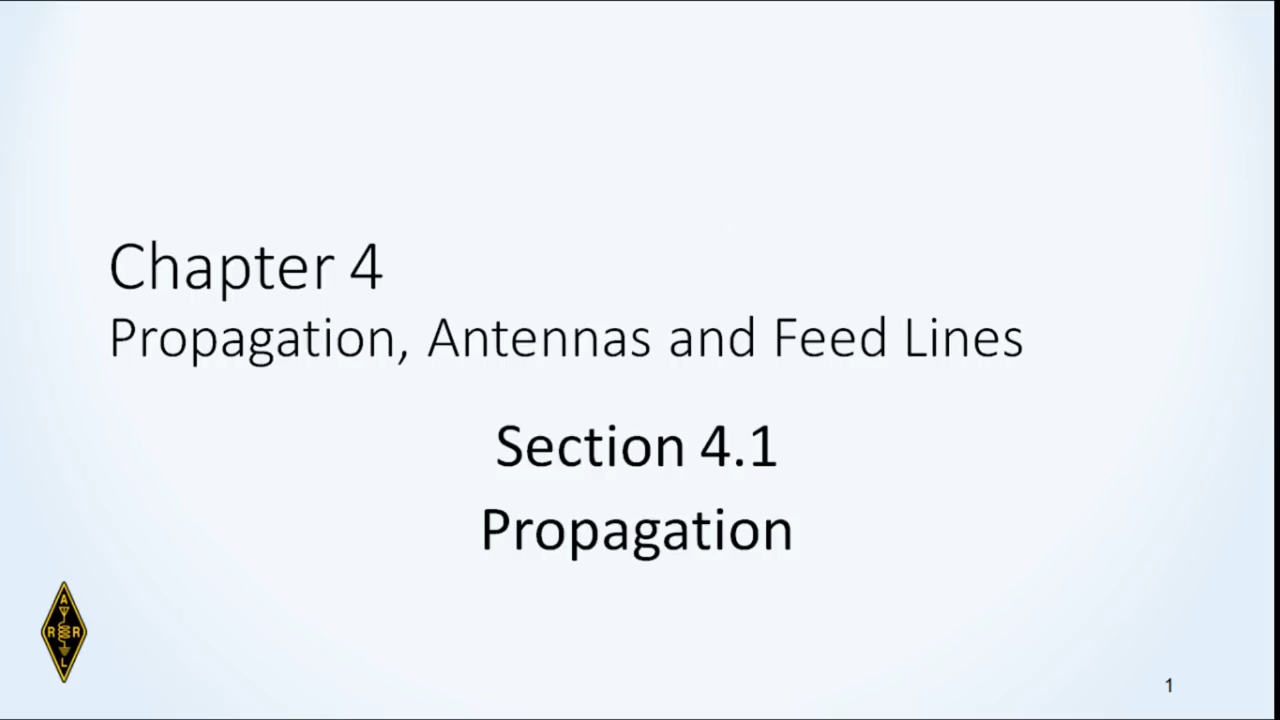 Chapter 4
Propagation, Antennas and Feed Lines
Section 4.1
Propagation
A
R R
L
1